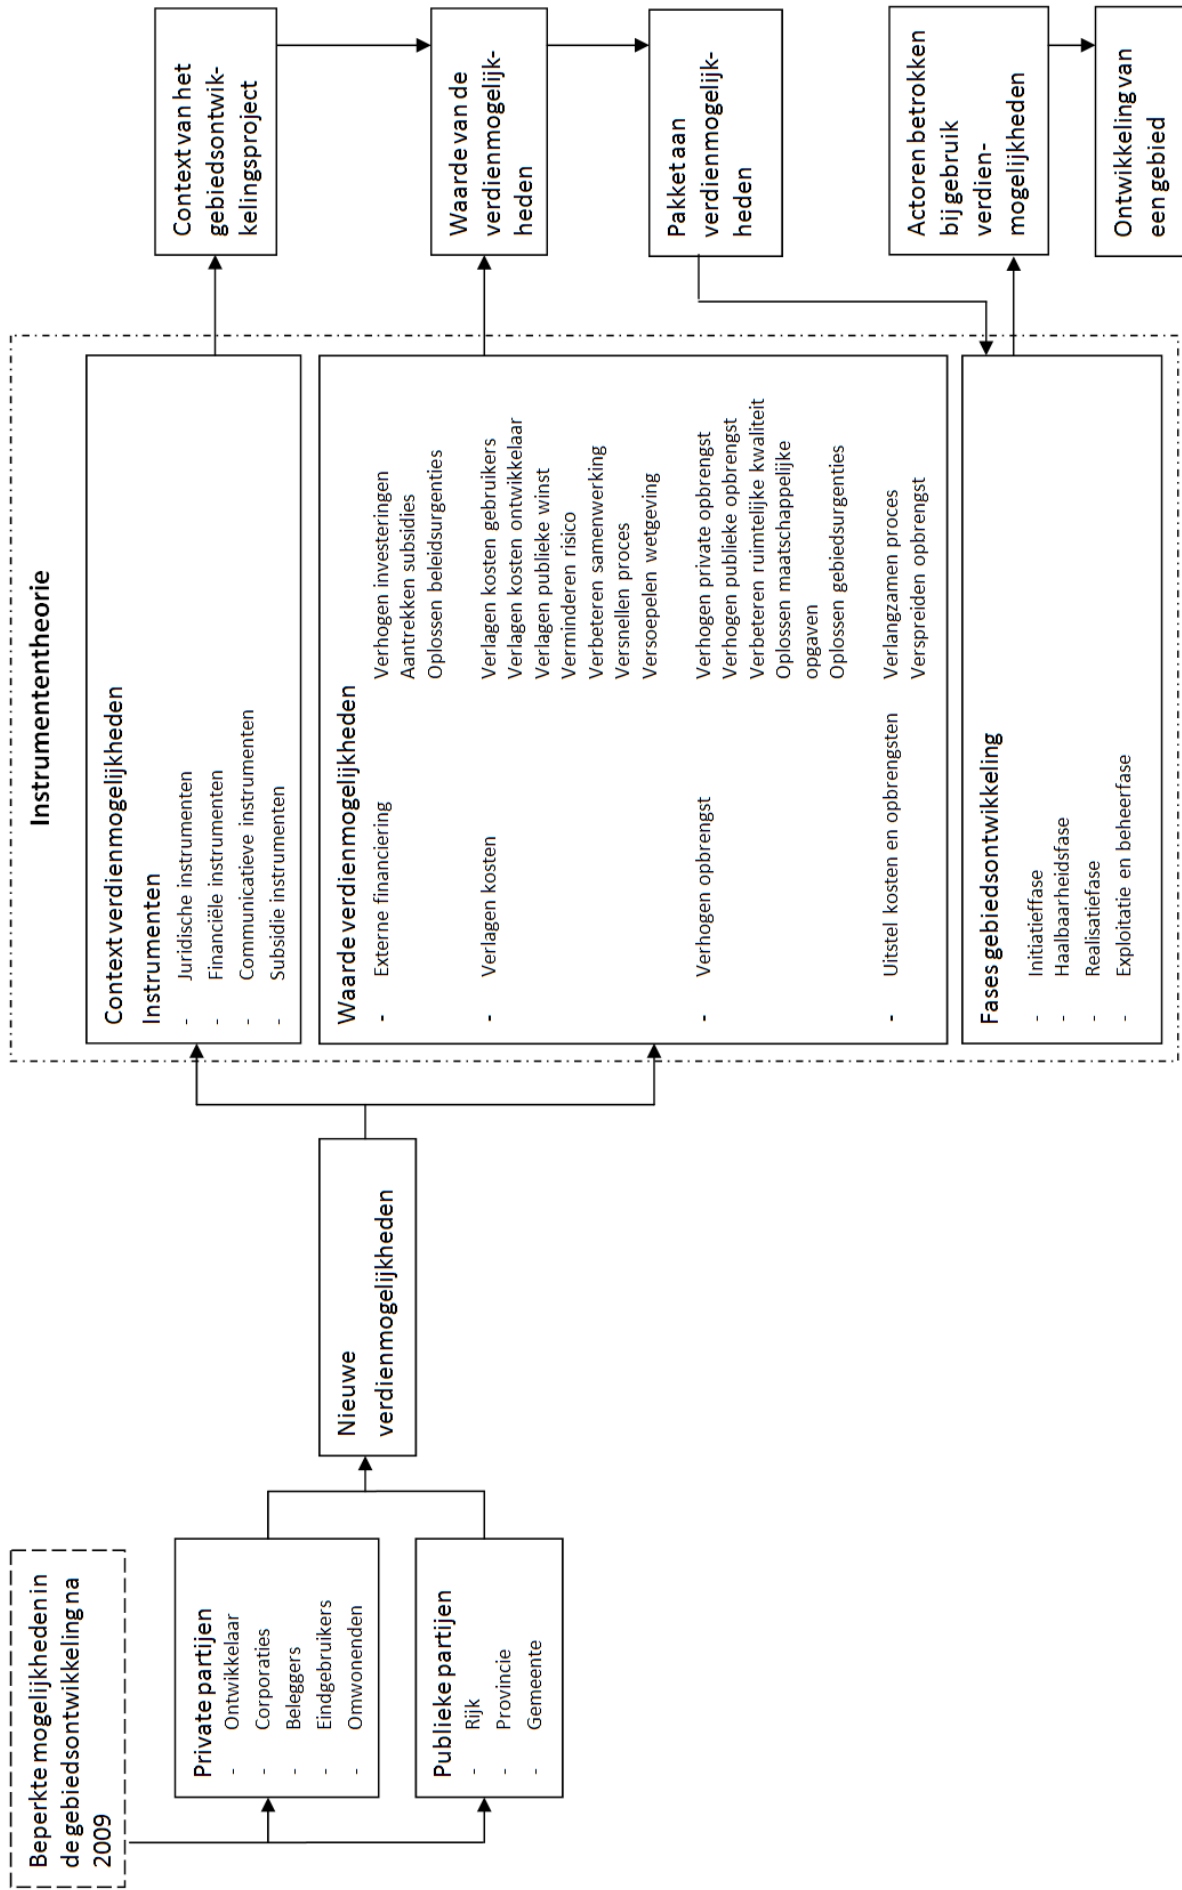 Beperkte mogelijkheden in
de gebiedsontwikkeling na
2009
Private partijen
- Ontwikkelaar
- Corporaties
- Beleggers
- Eindgebruikers
- Omwonenden
Publieke partijen
- Rijk
- Provincie
- Gemeente
Nieuwe
verdienmogelijkheden
Instrumententheorie
Context verdienmogelijkheden
Instrumenten
- Juridische instrumenten
- Financiële instrumenten
- Communicatieve instrumenten
- Subsidie instrumenten
Waarde verdienmogelijkheden
- Externe financiering
Verhogen investeringen
Aantrekken subsidies
Oplossen beleidsurgenties
- Verlagen kosten
Verlagen kosten gebruikers
Verlagen kosten ontwikkelaar
Verlagen publieke winst
Verminderen risico
Verbeteren samenwerking
Versnellen proces
Versoepelen wetgeving
- Verhogen opbrengst
Verhogen private opbrengst
Verhogen publieke opbrengst
Verbeteren ruimtelijke kwaliteit
Oplossen maatschappelijke
opgaven
Oplossen gebiedsurgenties
- Uitstel kosten en opbrengsten
Verlangzamen proces
Verspreiden opbrengst
Fases gebiedsontwikkeling
- Initiatieffase
- Haalbaarheidsfase
- Realisatiefase
- Exploitatie en beheerfase
Context van het
gebiedsontwik-
kelingsproject
Waarde van de
verdienmogelijk-
heden
Pakket aan
verdienmogelijk-
heden
Actoren betrokken
bij gebruik
verdien-
mogelijkheden
Ontwikkeling van
een gebied